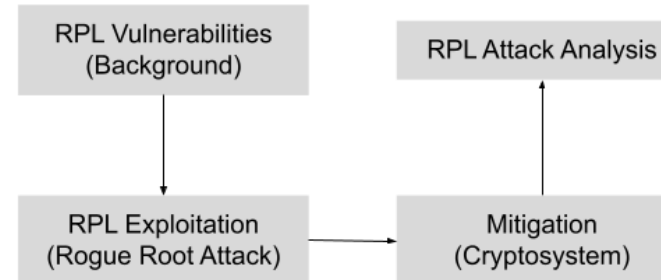 RPL Vulnerabilities
(Background)
RPL Attack Analysis
RPL Exploitation
(Rogue Root Attack)
Mitigation
(Cryptosystem)